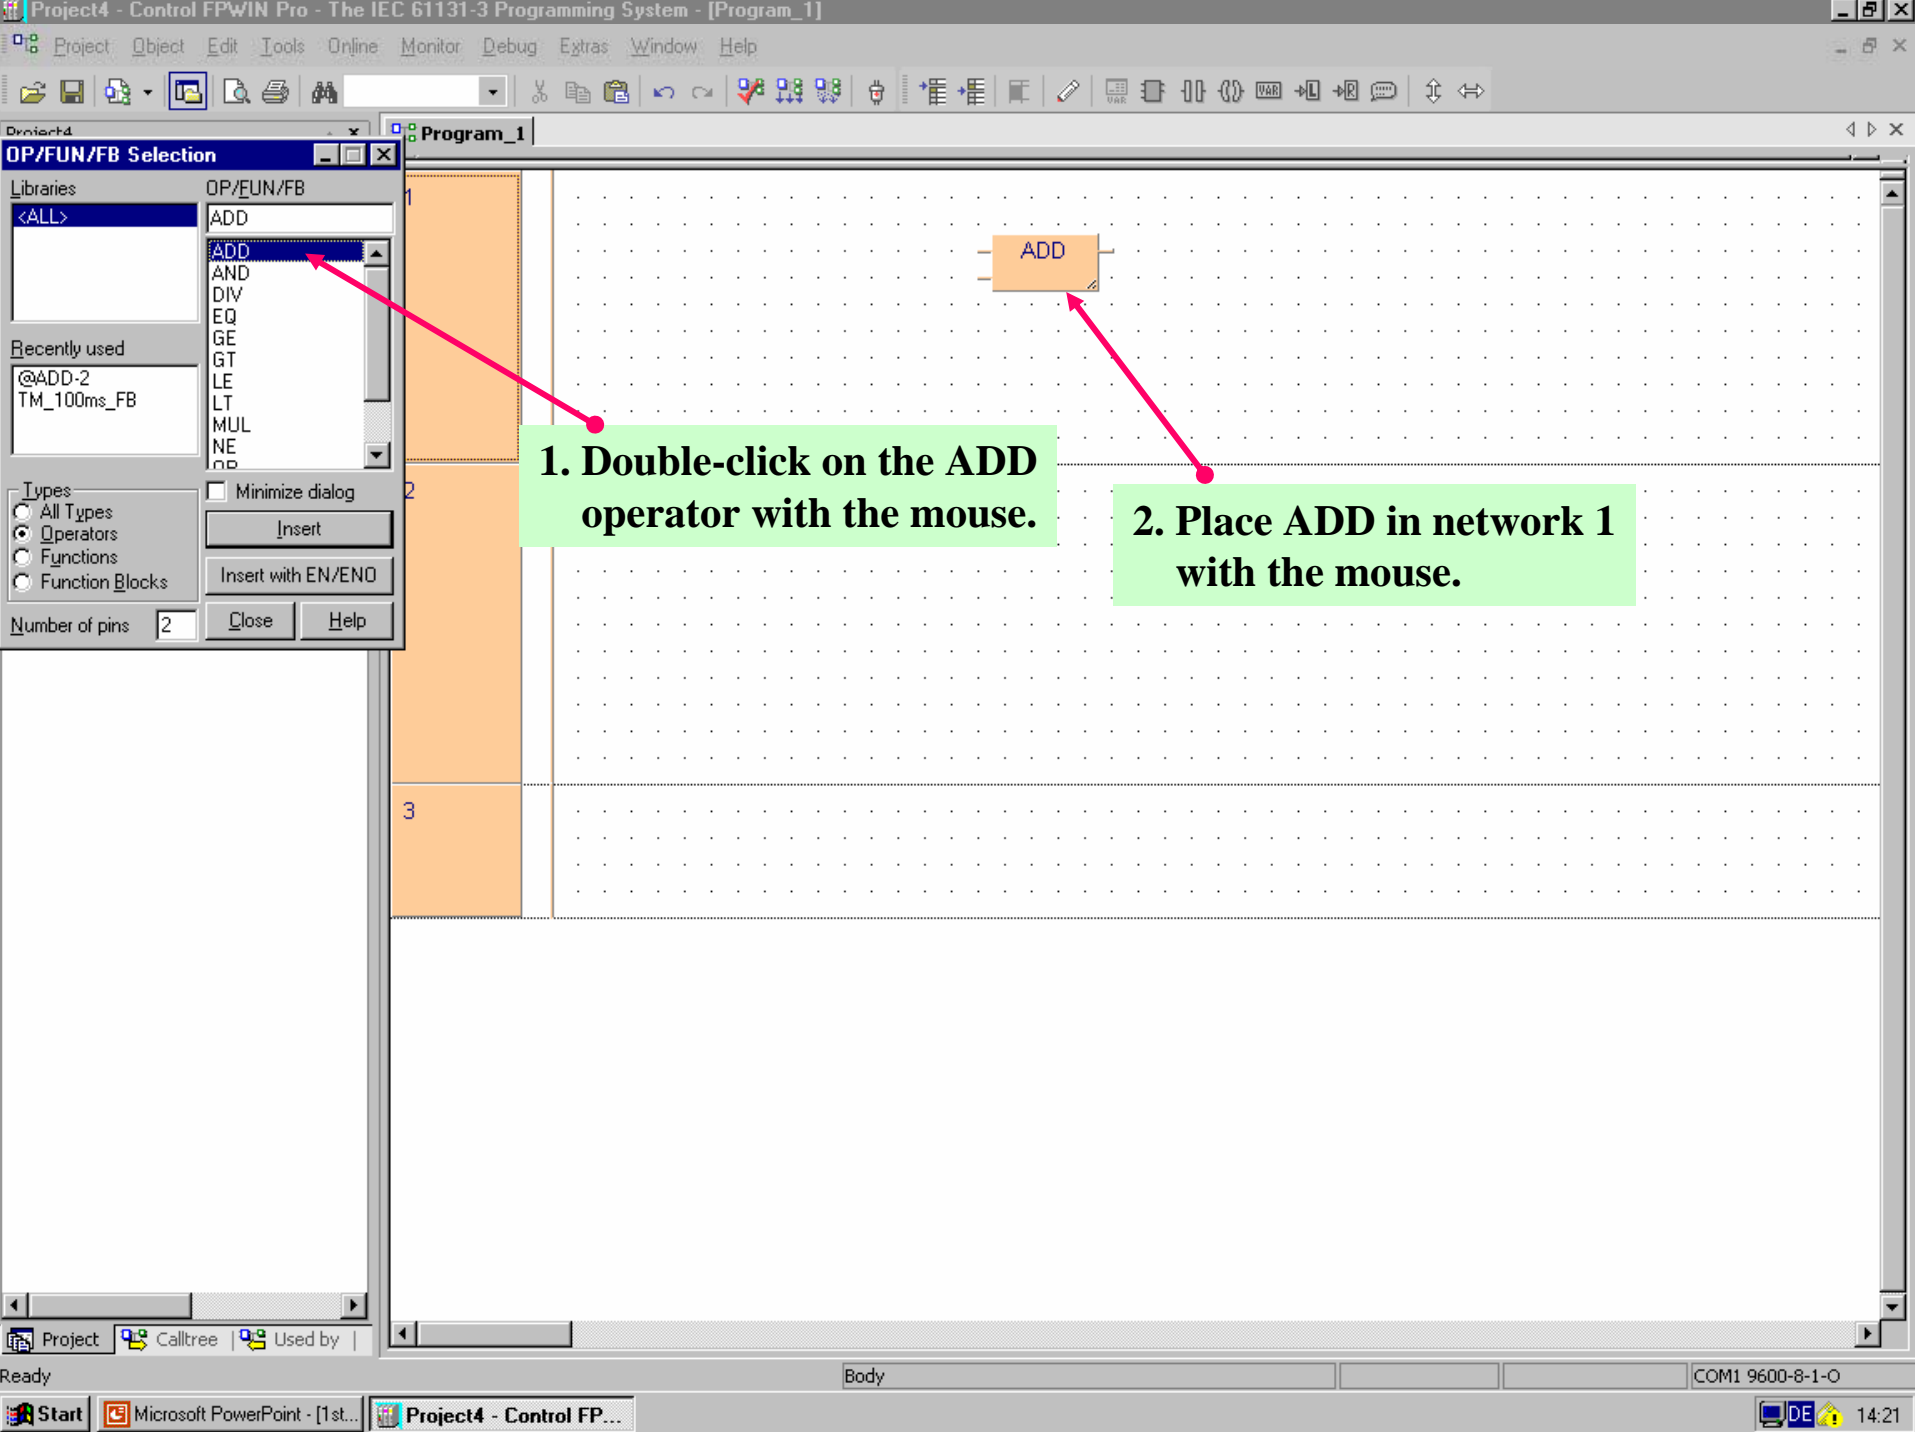 Project4 - Control FPWIN Pro - The IEC 61131-3 Programming System - [Program_1]
Project Object Edit Tools Online Monitor Debug Extras Window Help
VAR VAR L R
Project4
Program_1
OP/FUN/FB Selection
Libraries
<ALL>
OP/FUN/FB
ADD
ADD
AND
DIV
EQ
GE
GT
LE
LT
MUL
NE
OR
Recently used
@ADD-2
TM_100ms_FB
Types
All Types
Operators
Functions
Function Blocks
Minimize dialog
Insert
Insert with EN/ENO
Number of pins 2
Close
Help
1
ADD
1. Double-click on the ADD
operator with the mouse.
2
2. Place ADD in network 1
with the mouse.
3
Project Calltree Used by
Ready
Body
COM1 9600-8-1-O
Start
Microsoft PowerPoint - [1st...
Project4 - Control FP...
DE
14:21